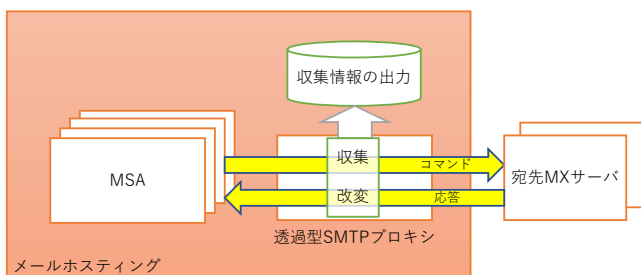 収集情報の出力
収集
コマンド
MSA
宛先MXサーバ
改変
応答
透過型SMTPプロキシ
メールホスティング